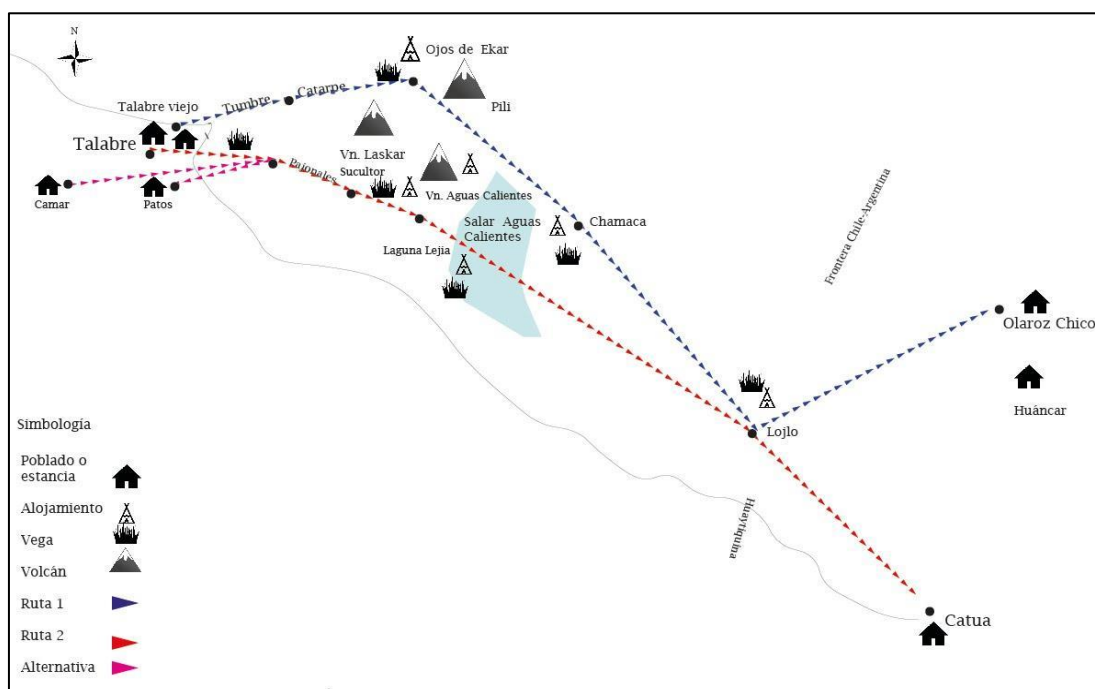 N
Ojos de Ekar
Pili
Catarpe
Tumbre
Talabre viejo
Talabre
Vn. Laskar
Sucultor
Pajonales
Camar
Patos
Vn. Aguas Calientes
Salar Aguas
Calientes
Chamaca
Laguna Lejia
Frontera Chile-Argentina
Olaroz Chico
Huáncar
Lojlo
Huaytiquina
Catua
Simbología
Poblado o
estancia
Alojamiento
Vega
Volcán
Ruta 1
Ruta 2
Alternativa